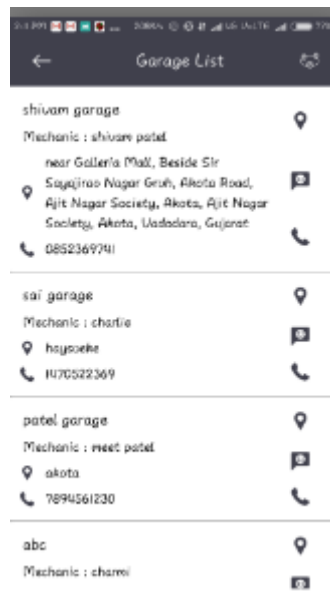 Garage List
shivam garage
Mechanic : shivam patel
near Galleria Mall, Beside Sir
Sayajirao Nagar Gruh, Akota Road,
Ajit Nagar Society, Akota, Ajit Nagar
Society, Akota, Vadodara, Gujarat
0852369741
sai garage
Mechanic : charlie
1470522369
patel garage
Mechanic : meet patel
akota
7894561230
abc
Mechanic : charmi